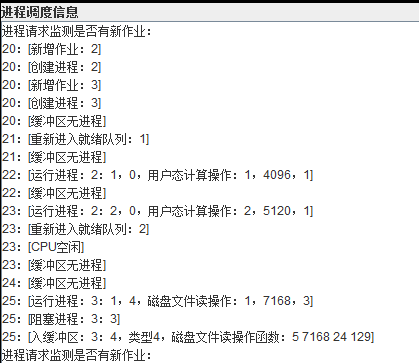 进程调度信息
进程请求监测是否有新作业：
20：[新增作业：2]
20：[创建进程：2]
20：[新增作业：3]
20：[创建进程：3]
20：[缓冲区无进程]
21：[重新进入就绪队列：1]
21：[缓冲区无进程]
22：[运行进程：2：1，0，用户态计算操作：1，4096，1]
22：[缓冲区无进程]
23：[运行进程：2：2，0，用户态计算操作：2，5120，1]
23：[重新进入就绪队列：2]
23：[CPU空闲]
23：[缓冲区无进程]
24：[缓冲区无进程]
25：[运行进程：3：1，4，磁盘文件读操作：1，7168，3]
25：[阻塞进程：3：3]
25：[入缓冲区：3：4，类型4，磁盘文件读操作函数：5 7168 24 129]
进程请求监测是否有新作业：